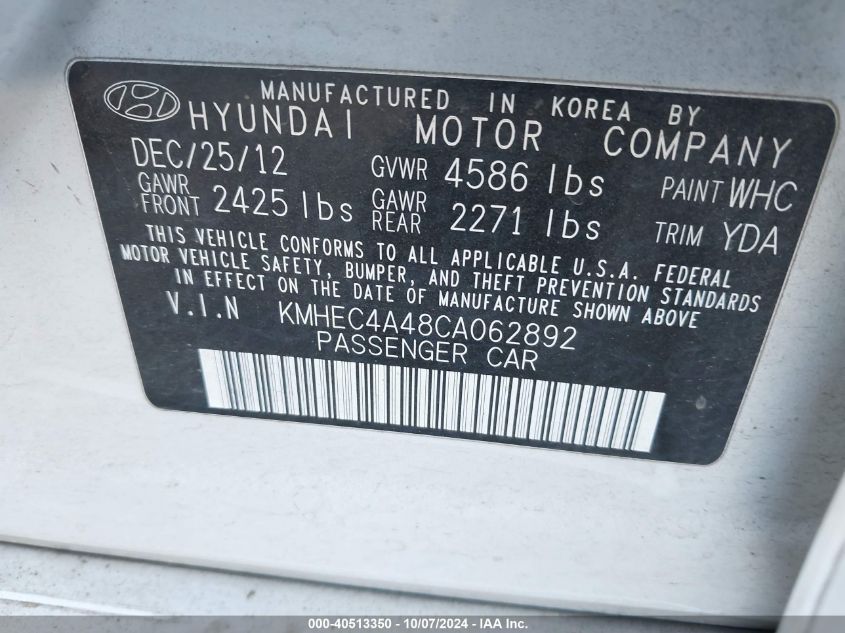 MANUFACTURED IN KOREA BY
HYUNDAI MOTOR COMPANY
DEC/25/12 GVWR 4586 lbs PAINT WHC
GAWR FRONT 2425 lbs GAWR REAR 2271 lbs TRIM YDA
THIS VEHICLE CONFORMS TO ALL APPLICABLE U.S.A. FEDERAL
MOTOR VEHICLE SAFETY, BUMPER, AND THEFT PREVENTION STANDARDS
IN EFFECT ON THE DATE OF MANUFACTURE SHOWN ABOVE
V.I.N KMHEC4A48CA062892
PASSENGER CAR
000-40513350 - 10/07/2024 - IAA Inc.